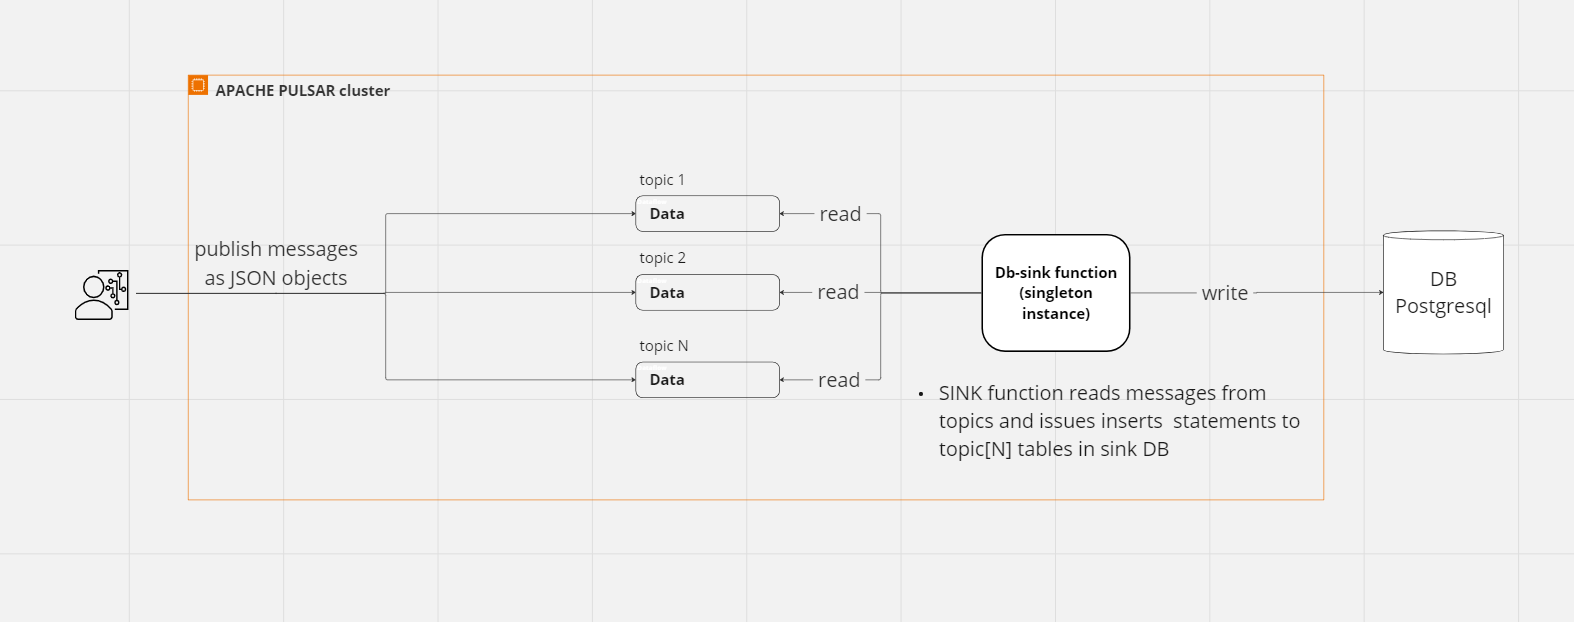 APACHE PULSAR cluster
publish messages
as JSON objects
topic 1
Data
read
topic 2
Data
read
topic N
Data
read
Db-sink function
(singleton
instance)
write
DB
Postgresql
• SINK function reads messages from
topics and issues inserts  statements to
topic[N] tables in sink DB